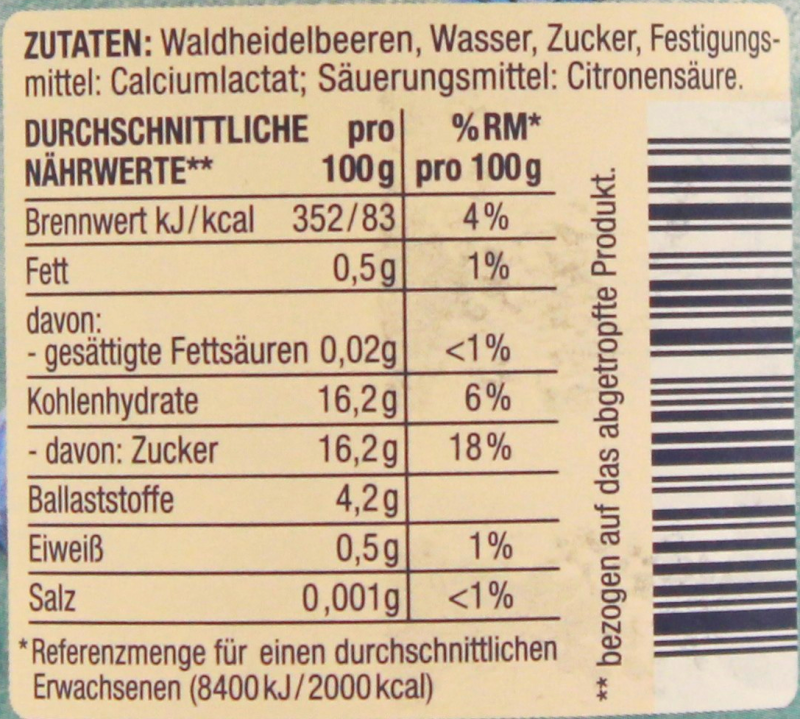 ZUTATEN: Waldheidelbeeren, Wasser, Zucker, Festigungs-
mittel: Calciumlactat; Säuerungsmittel: Citronensäure.
DURCHSCHNITTLICHE pro % RM*
NÄHRWERTE** 100g pro 100g
Brennwert kJ/kcal 352/83 4%
Fett 0,5g 1%
davon:
- gesättigte Fettsäuren 0,02g <1%
Kohlenhydrate 16,2g 6%
- davon: Zucker 16,2g 18%
Ballaststoffe 4,2g
Eiweiß 0,5g 1%
Salz 0,001g <1%
*Referenzmenge für einen durchschnittlichen
Erwachsenen (8400kJ/2000kcal)
** bezogen auf das abgetropfte Produkt.